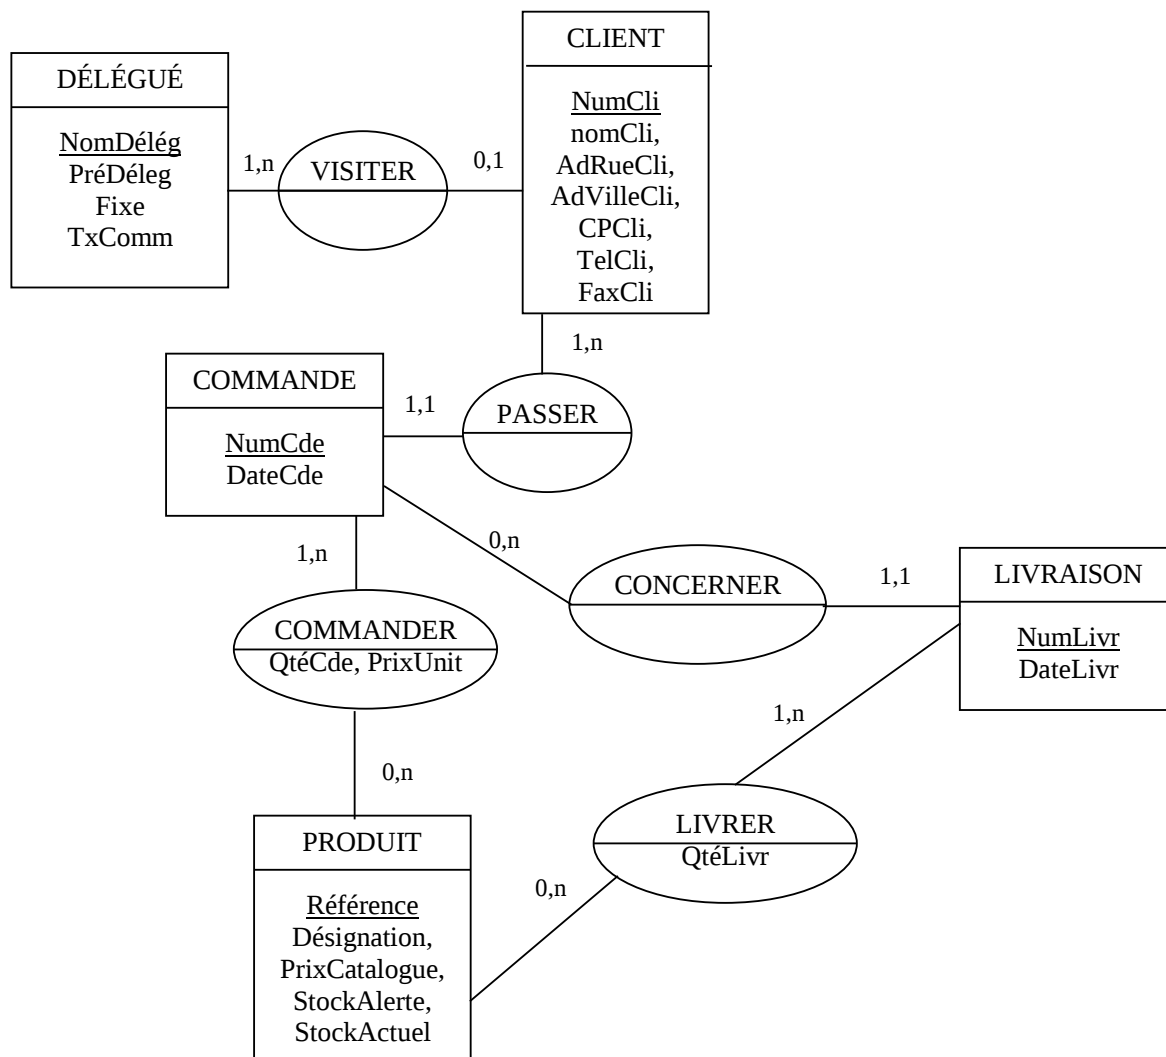 CLIENT
NumCli
nomCli,
AdRueCli,
AdVilleCli,
CPCli,
TelCli,
FaxCli
DÉLÉGUÉ
NomDélég
PréDéleg
Fixe
TxComm
1,n
VISITER
0,1
1,n
COMMANDE
NumCde
DateCde
1,1
PASSER
0,n
1,n
CONCERNER
1,1
LIVRAISON
NumLivr
DateLivr
COMMANDER
QtéCde, PrixUnit
1,n
0,n
LIVRER
QtéLivr
0,n
PRODUIT
Référence
Désignation,
PrixCatalogue,
StockAlerte,
StockActuel